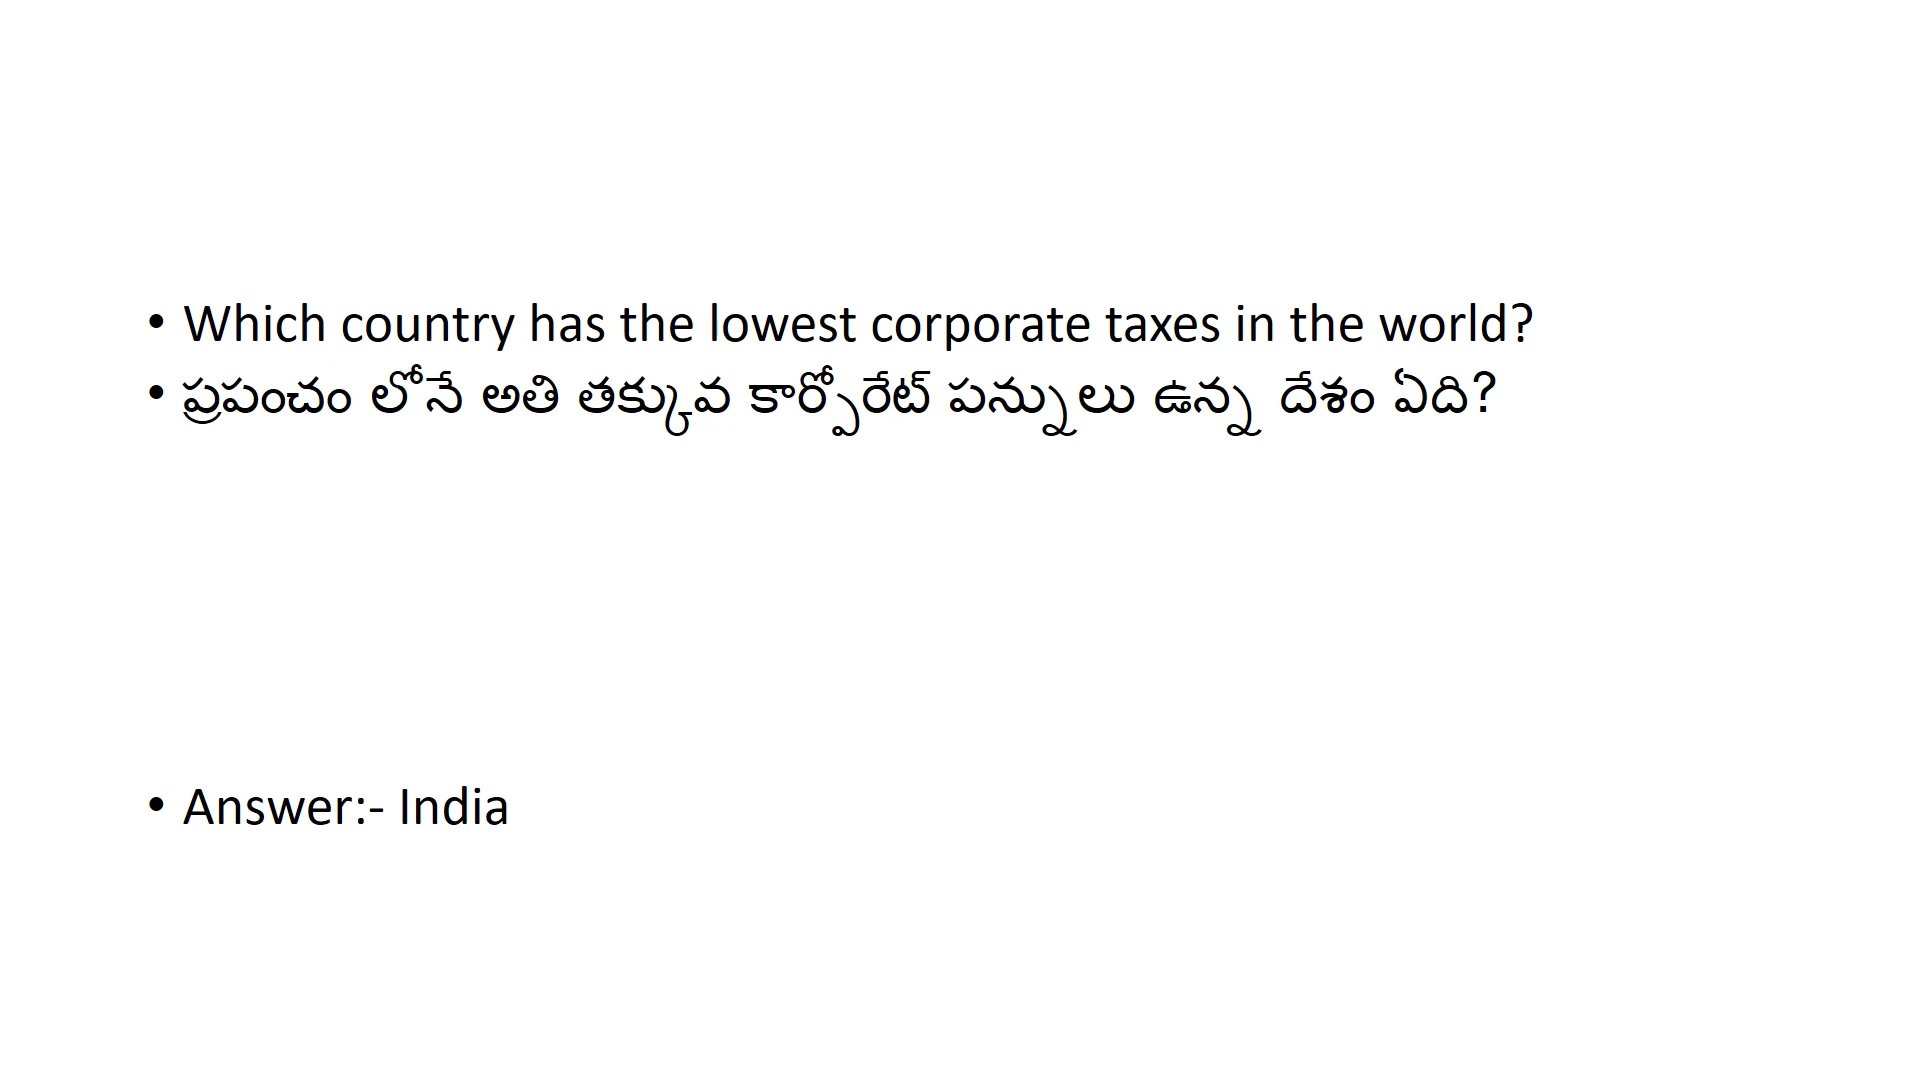 • Which country has the lowest corporate taxes in the world?
• ప్రపంచం లోనే అతి తక్కువ కార్పోరేట్ పన్నులు ఉన్న దేశం ఏది?
• Answer:- India